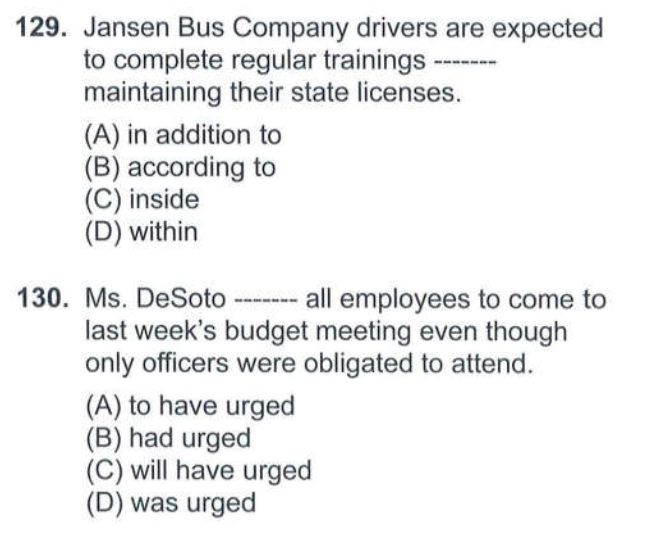 129. Jansen Bus Company drivers are expected
to complete regular trainings -------
maintaining their state licenses.
(A) in addition to
(B) according to
(C) inside
(D) within
130. Ms. DeSoto ------- all employees to come to
last week's budget meeting even though
only officers were obligated to attend.
(A) to have urged
(B) had urged
(C) will have urged
(D) was urged